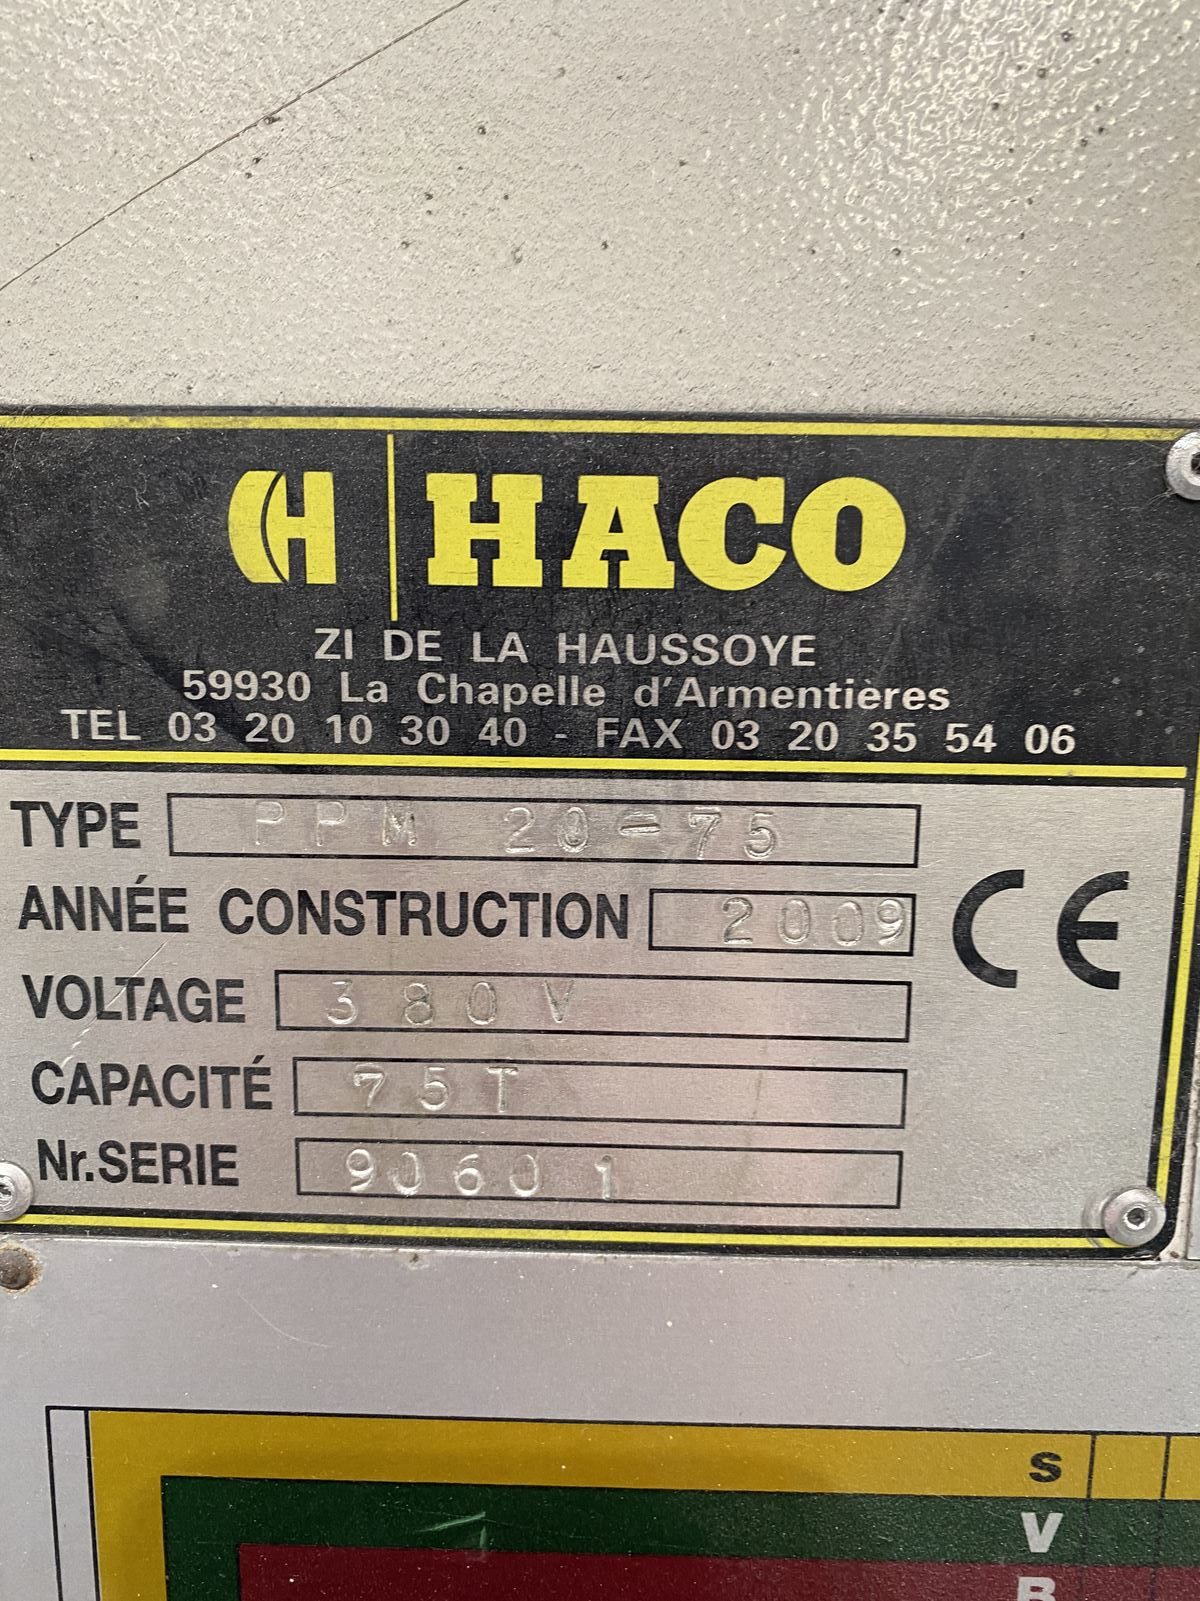 HACO
ZI DE LA HAUSSOYE
59930 La Chapelle d'Armentières
TEL 03 20 10 30 40 - FAX 03 20 35 54 06
TYPE PPM 20-75
ANNÉE CONSTRUCTION 2009
CE
VOLTAGE 380V
CAPACITÉ 75T
Nr.SERIE 90601
S
V